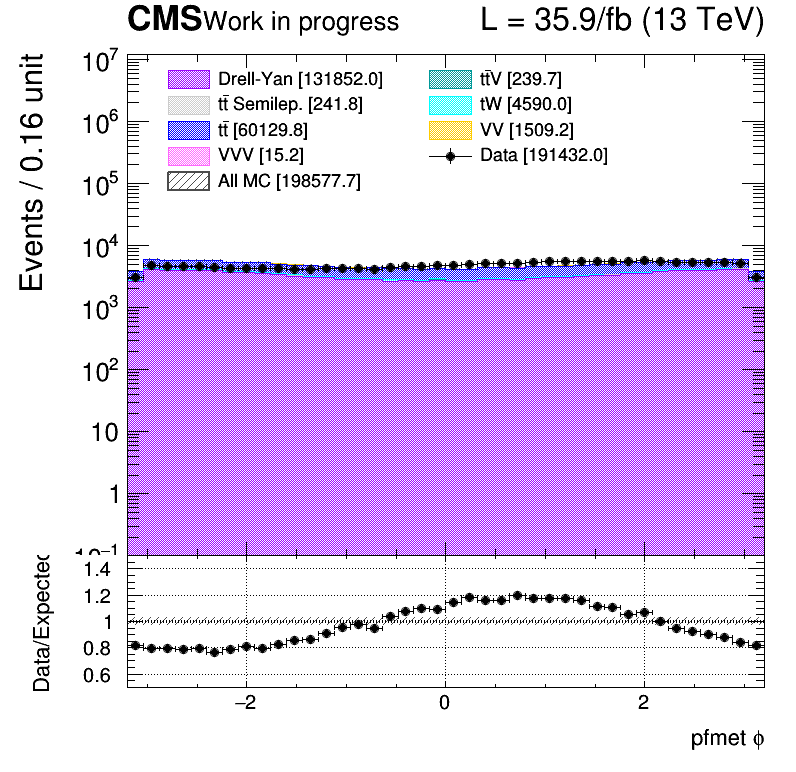 CMS Work in progress L = 35.9/fb (13 TeV)
Events / 0.16 unit
10⁷
10⁶
10⁵
10⁴
10³
10²
10
1
10⁻¹
Drell-Yan [131852.0]
tt̄ Semilep. [241.8]
tt̄ [60129.8]
VVV [15.2]
All MC [198577.7]
tt̄V [239.7]
tW [4590.0]
VV [1509.2]
Data [191432.0]
Data/Expected
1.4
1.2
1
0.8
0.6
−2 0 2
pfmet ϕ